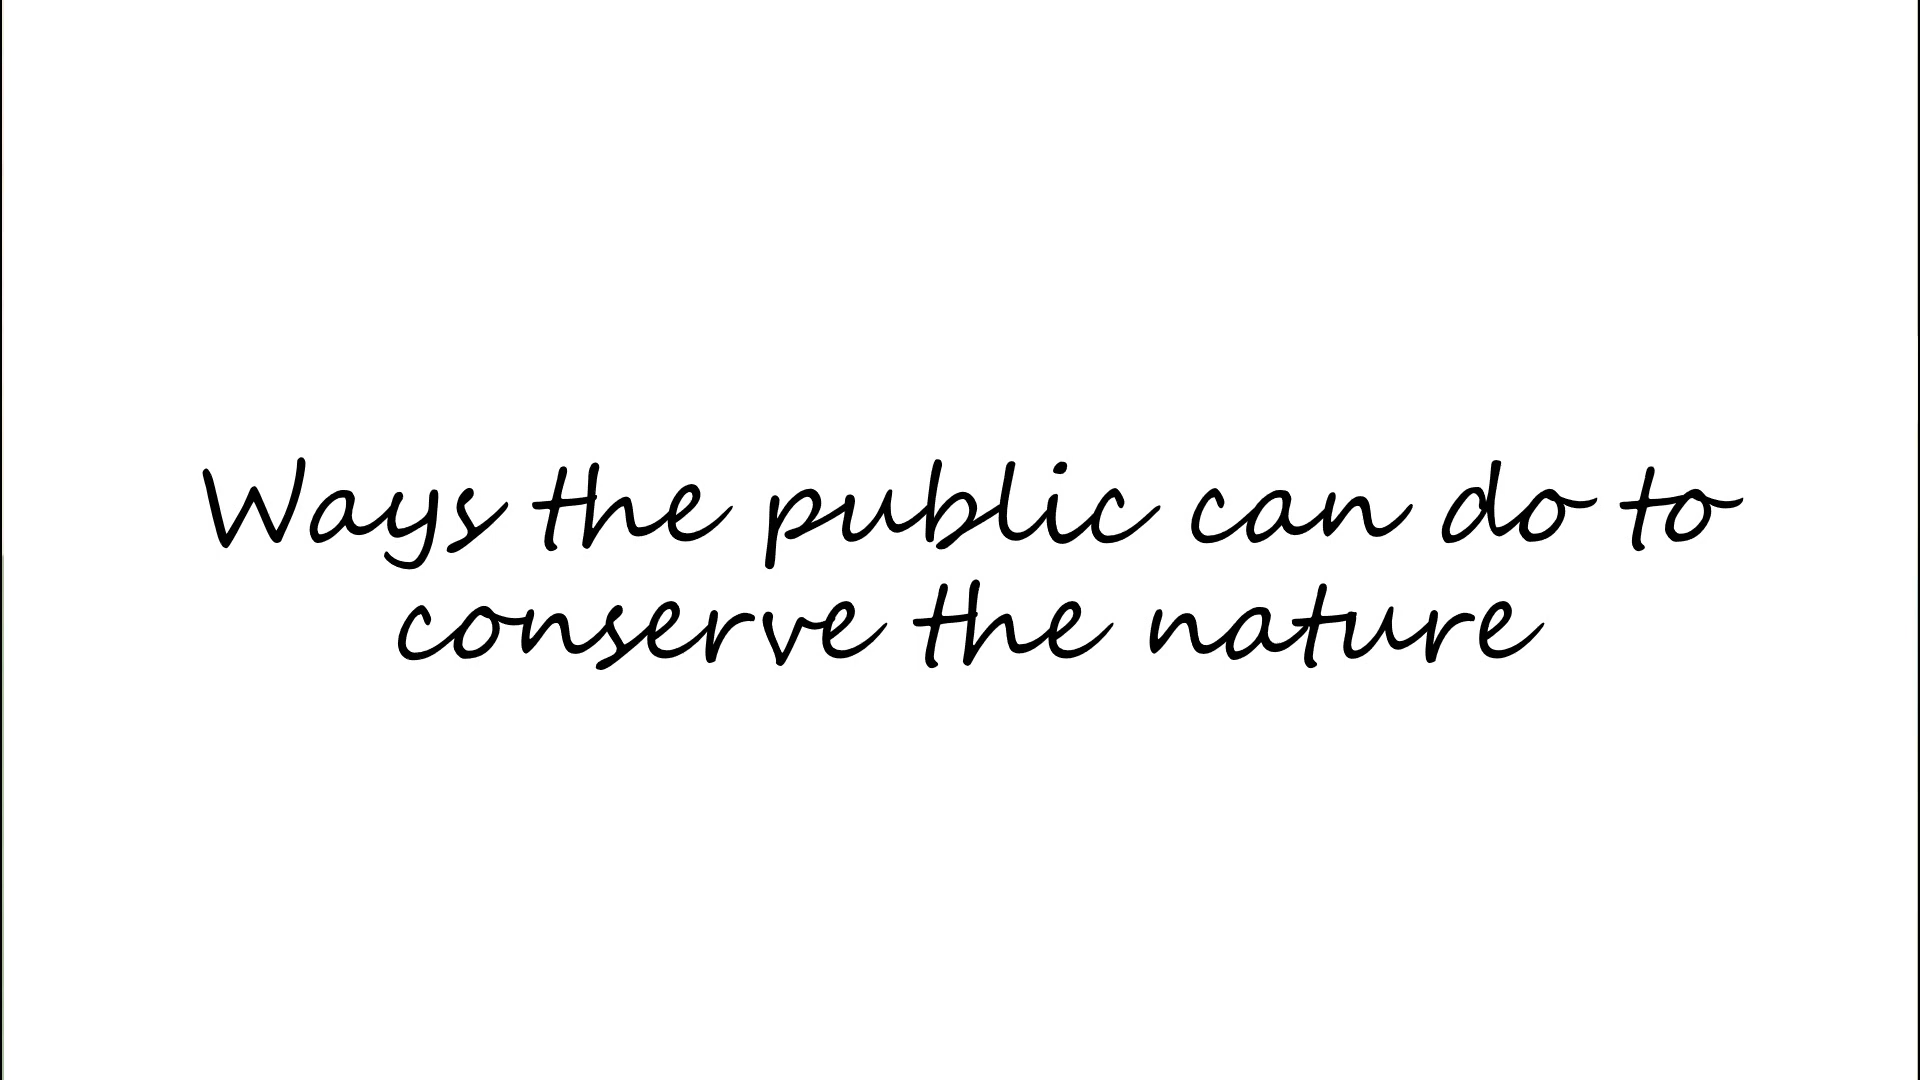 Ways the public can do to
conserve the nature